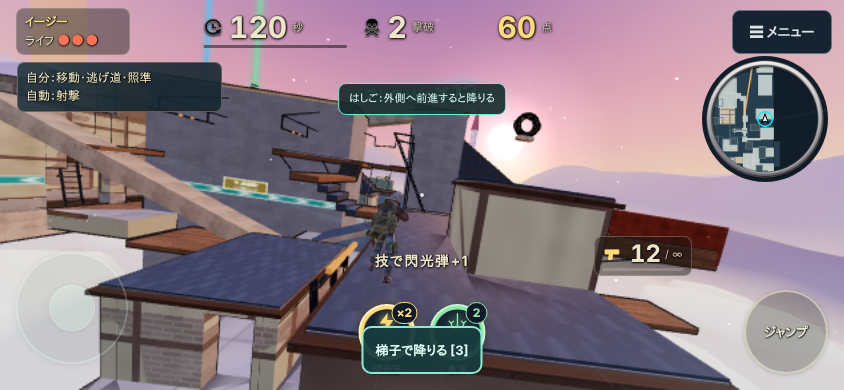 イージー
ライフ
120 秒
2 撃破
60 点
メニュー
自分:移動・逃げ道・照準
自動:射撃
はしご:外側へ前進すると降りる
12 / ∞
技で閃光弾+1
×2
2
梯子で降りる [3]
ジャンプ